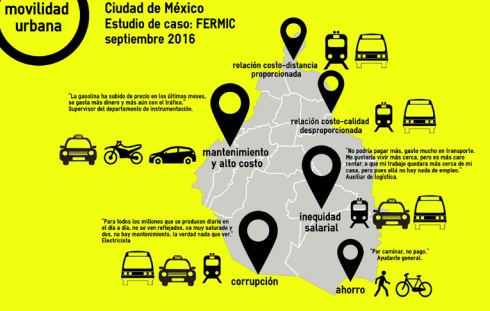 movilidad
urbana
Ciudad de México
Estudio de caso: FERMIC
septiembre 2016
relación costo-distancia
proporcionada
"La gasolina ha subido de precio en los últimos meses,
se gasta más dinero y más aún con el tráfico."
Supervisor del departamento de instrumentación.
relación costo-calidad
desproporcionada
mantenimiento
y alto costo
"No podría pagar más, gasto mucho en transporte.
Me gustaría vivir más cerca, pero es más caro
rentar, o que mi trabajo quedara más cerca de mi
casa, pero pues allá no hay nada de empleo."
Auxiliar de logística.
inequidad
salarial
"Para todos los millones que se producen diario en
el día a día, no se ven reflejados, va muy saturado y
dos, no hay mantenimiento, la verdad nada que ver."
Electricista
"Por caminar, no pago."
Ayudante general.
corrupción
ahorro